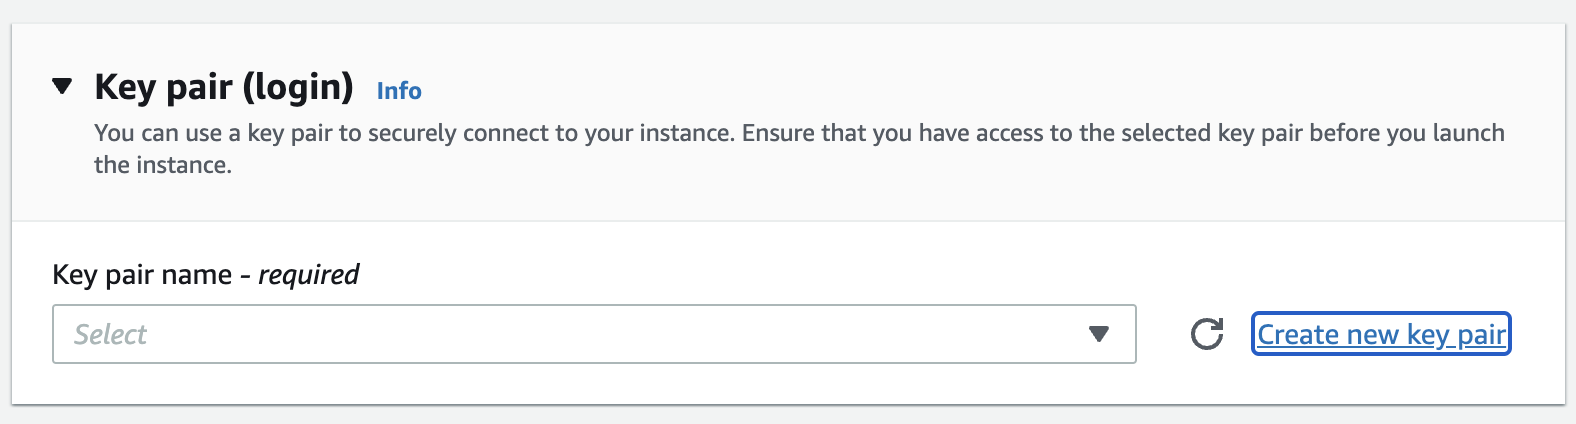 Key pair (login) Info
You can use a key pair to securely connect to your instance. Ensure that you have access to the selected key pair before you launch
the instance.
Key pair name - required
Select
Create new key pair